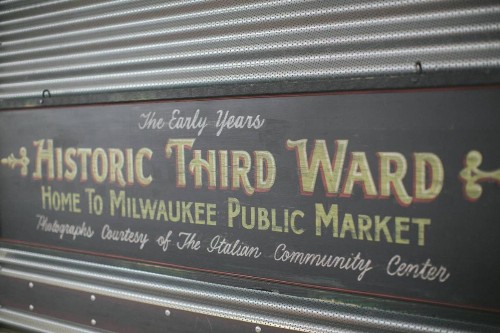 The Early Years
Historic Third Ward
Home To Milwaukee Public Market
Photographs Courtesy of The Italian Community Center